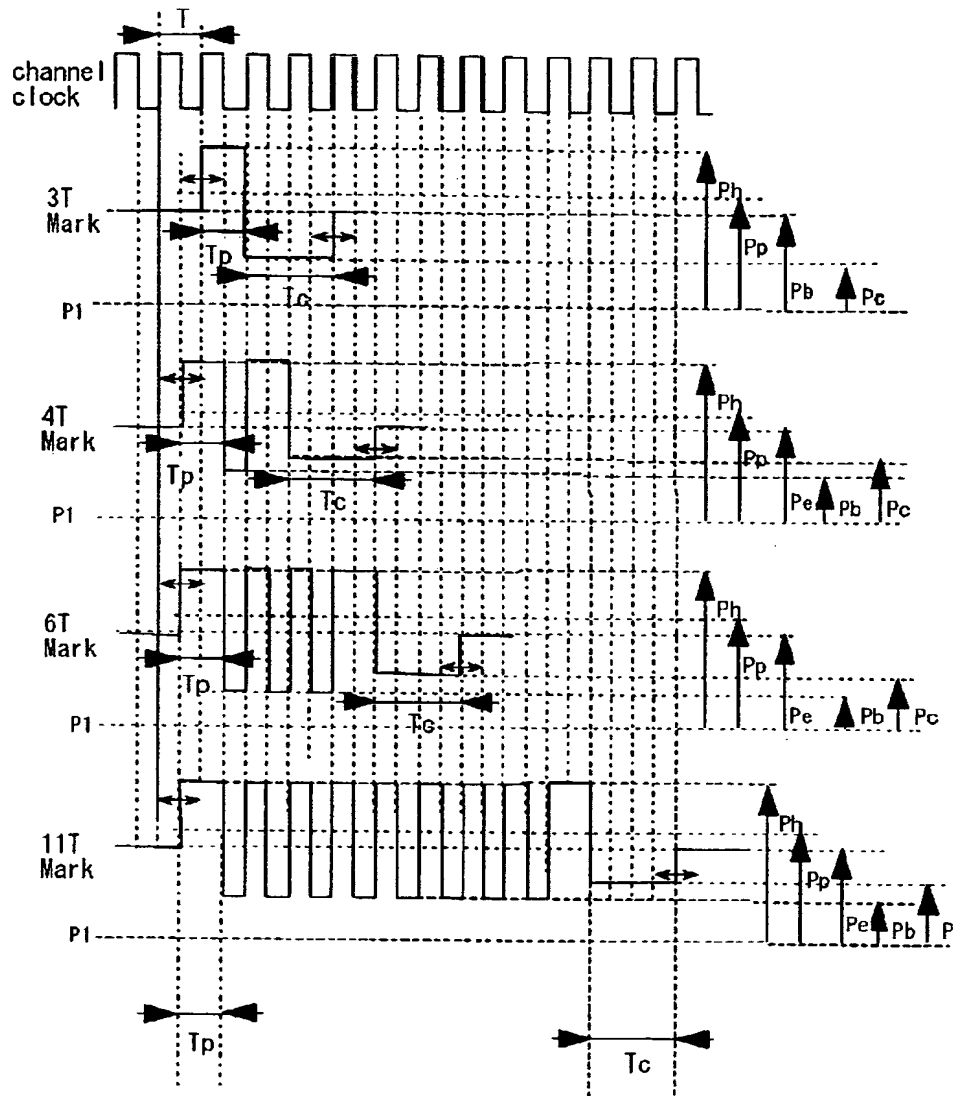 T
channel
clock
3T
Mark
Tp
Tc
P1
Ph
Pp
Pb
Pc
4T
Mark
Tp
Tc
P1
Ph
Pp
Pe
Pb
Pc
6T
Mark
Tp
Tc
P1
Ph
Pp
Pe
Pb
Pc
11T
Mark
P1
Ph
Pp
Pe
Pb
P
Tp
Tc